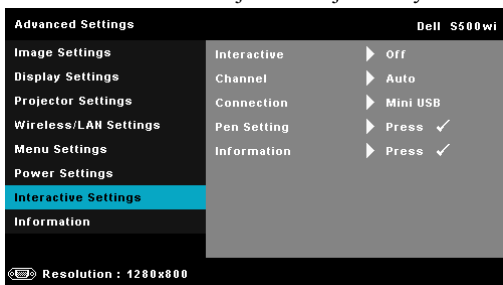 Advanced Settings Dell S500wi
Image Settings
Display Settings
Projector Settings
Wireless/LAN Settings
Menu Settings
Power Settings
Interactive Settings
Information
Interactive Off
Channel Auto
Connection Mini USB
Pen Setting Press ✓
Information Press ✓
Resolution : 1280x800